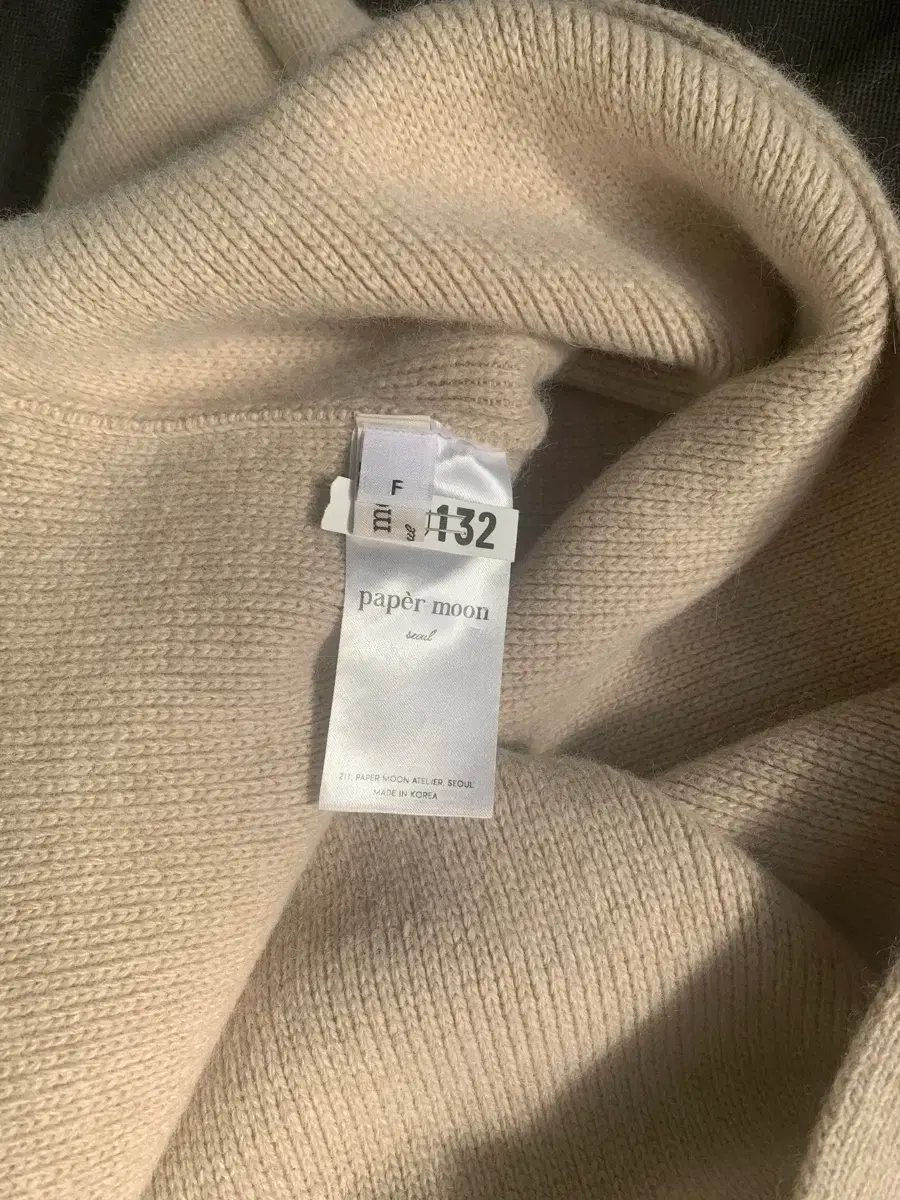 F
132
papèr moon
seoul
211, PAPER MOON ATELIER, SEOUL
MADE IN KOREA